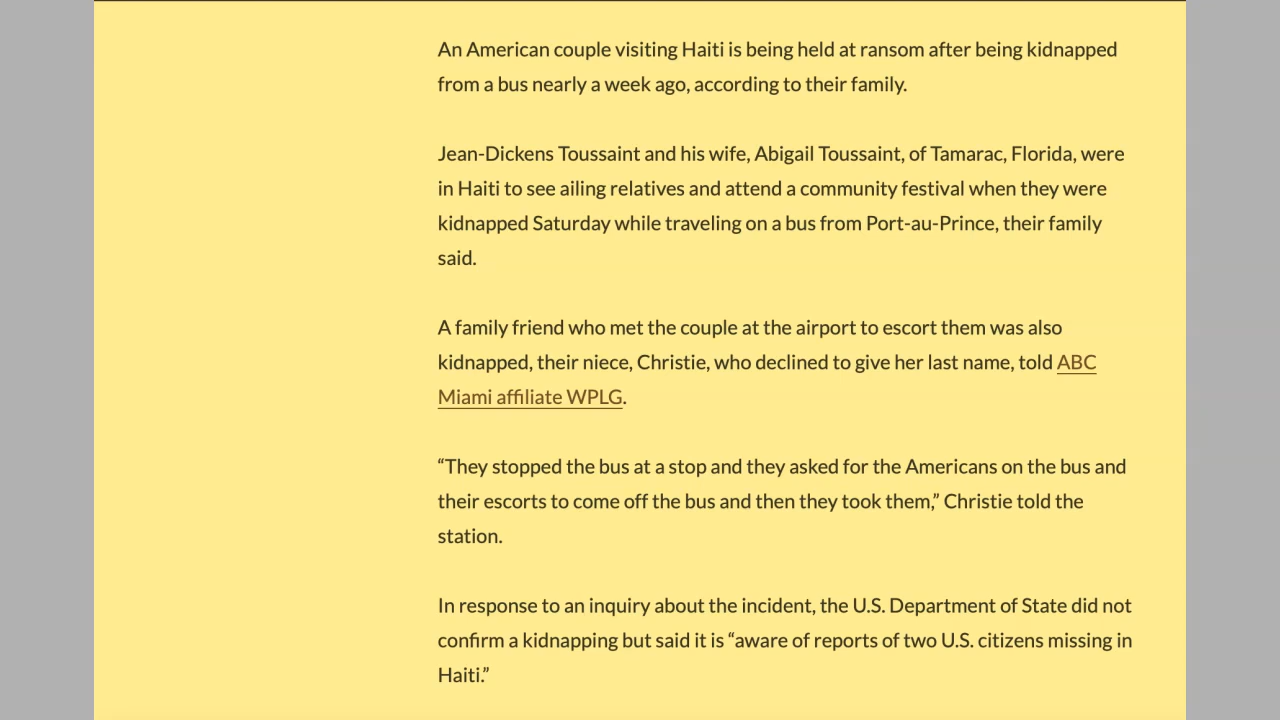 An American couple visiting Haiti is being held at ransom after being kidnapped
from a bus nearly a week ago, according to their family.
Jean-Dickens Toussaint and his wife, Abigail Toussaint, of Tamarac, Florida, were
in Haiti to see ailing relatives and attend a community festival when they were
kidnapped Saturday while traveling on a bus from Port-au-Prince, their family
said.
A family friend who met the couple at the airport to escort them was also
kidnapped, their niece, Christie, who declined to give her last name, told ABC
Miami affiliate WPLG.
“They stopped the bus at a stop and they asked for the Americans on the bus and
their escorts to come off the bus and then they took them,” Christie told the
station.
In response to an inquiry about the incident, the U.S. Department of State did not
confirm a kidnapping but said it is “aware of reports of two U.S. citizens missing in
Haiti.”